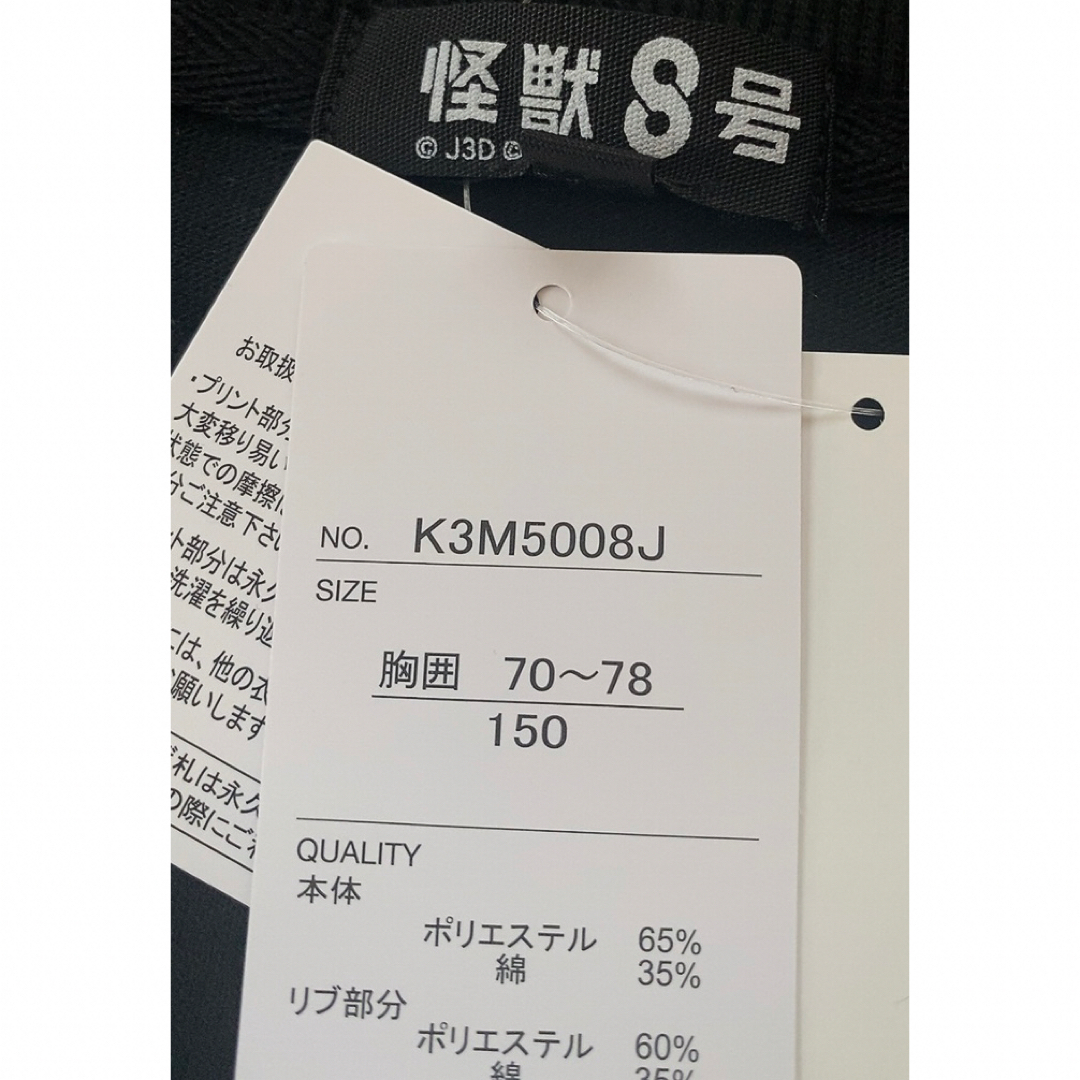 怪獣8号
© J3D ©
お取扱
・プリント部分
大変移り易い
状態での摩擦に
分ご注意下さい
ト部分は永久
洗濯を繰り返
には、他の衣
お願いします
げ札は永久
の際にご
NO. K3M5008J
SIZE
胸囲 70〜78
150
QUALITY
本体
ポリエステル 65%
綿 35%
リブ部分
ポリエステル 60%
綿 35%